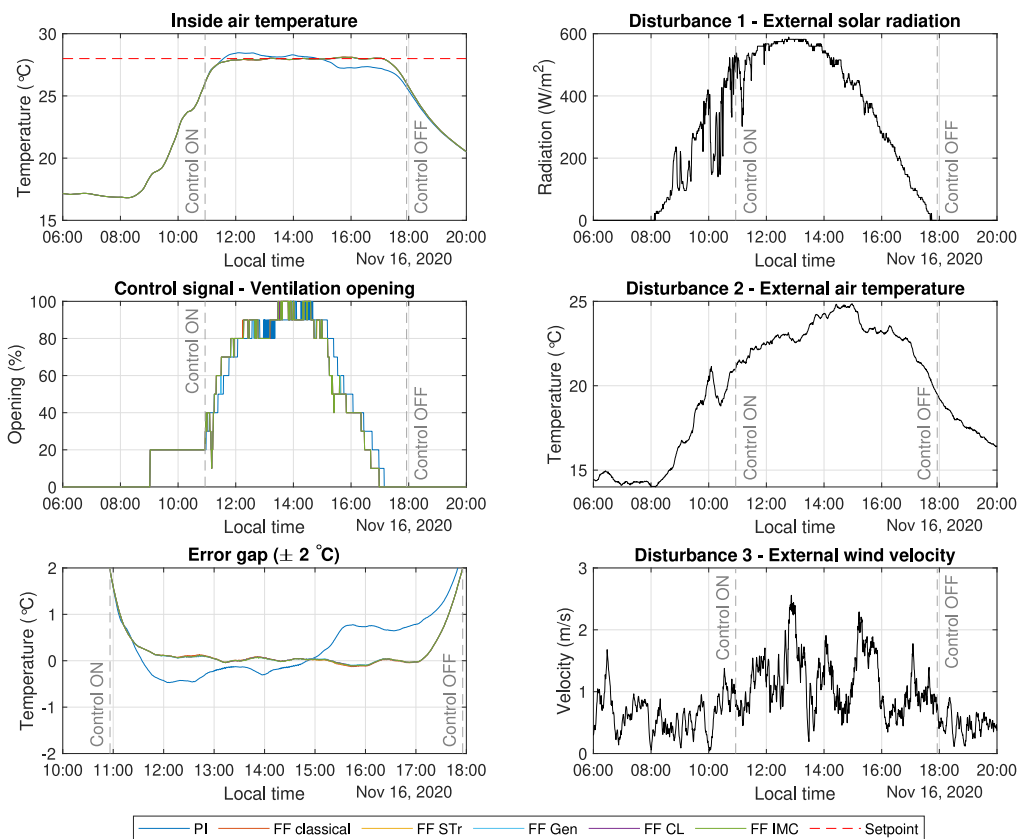 Inside air temperature
30
25
20
15
Temperature (°C)
Control ON
Control OFF
06:00 08:00 10:00 12:00 14:00 16:00 18:00 20:00
Local time
Nov 16, 2020
Disturbance 1 - External solar radiation
600
400
200
0
Radiation (W/m²)
Control ON
Control OFF
06:00 08:00 10:00 12:00 14:00 16:00 18:00 20:00
Local time
Nov 16, 2020
Control signal - Ventilation opening
100
80
60
40
20
0
Opening (%)
Control ON
Control OFF
06:00 08:00 10:00 12:00 14:00 16:00 18:00 20:00
Local time
Nov 16, 2020
Disturbance 2 - External air temperature
25
20
15
Temperature (°C)
Control ON
Control OFF
06:00 08:00 10:00 12:00 14:00 16:00 18:00 20:00
Local time
Nov 16, 2020
Error gap (± 2 °C)
2
1
0
-1
-2
Temperature (°C)
Control ON
Control OFF
10:00 11:00 12:00 13:00 14:00 15:00 16:00 17:00 18:00
Local time
Nov 16, 2020
Disturbance 3 - External wind velocity
3
2
1
0
Velocity (m/s)
Control ON
Control OFF
06:00 08:00 10:00 12:00 14:00 16:00 18:00 20:00
Local time
Nov 16, 2020
PI FF classical FF STr FF Gen FF CL FF IMC Setpoint